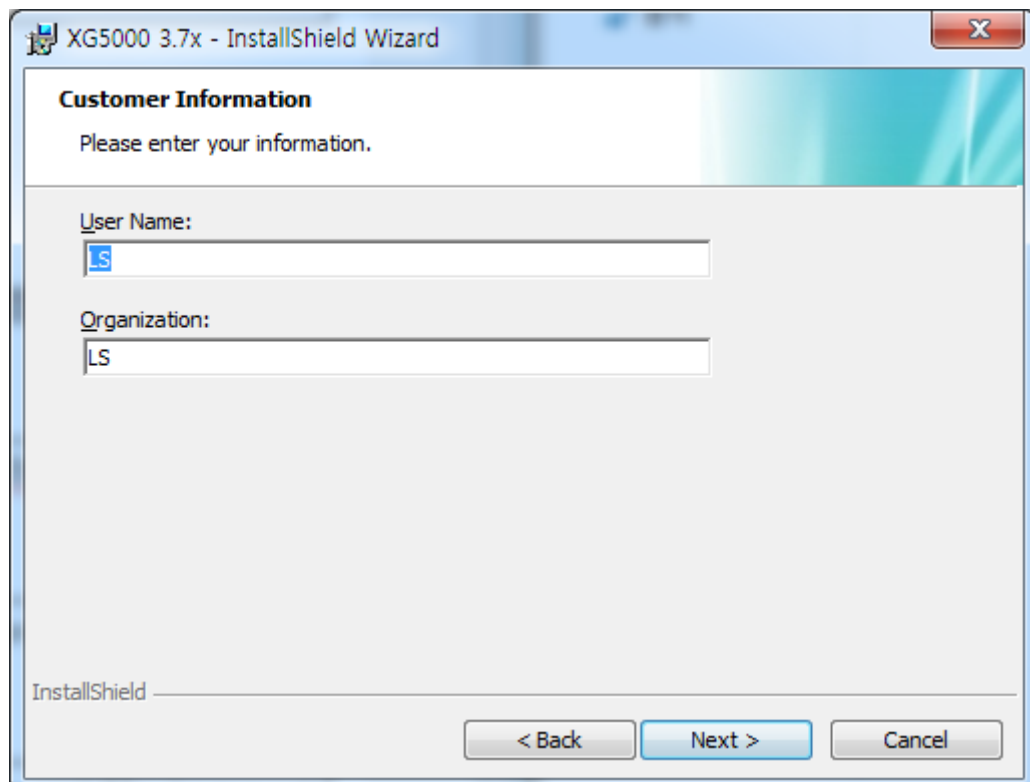 XG5000 3.7x - InstallShield Wizard
Customer Information
Please enter your information.
User Name:
LS
Organization:
LS
InstallShield
< Back Next > Cancel